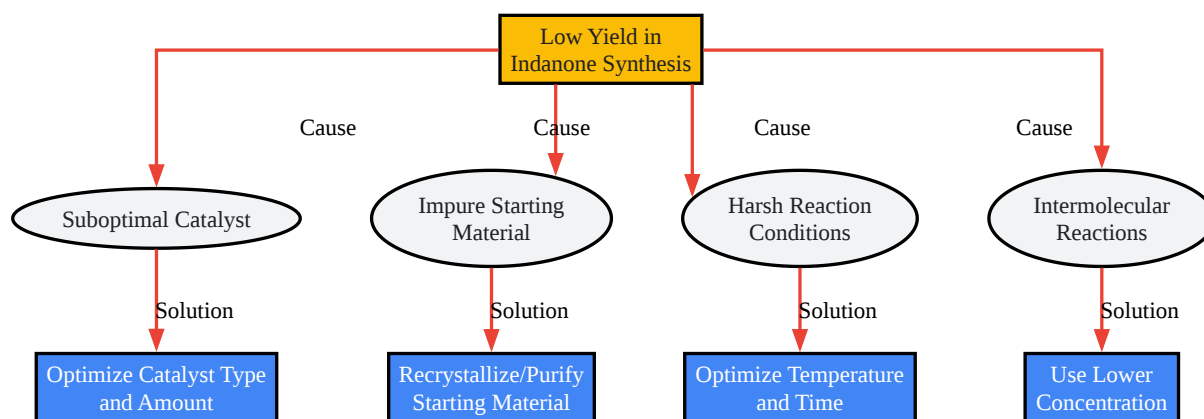 Low Yield in
Indanone Synthesis
Cause
Cause
Cause
Cause
Suboptimal Catalyst
Impure Starting
Material
Harsh Reaction
Conditions
Intermolecular
Reactions
Solution
Solution
Solution
Solution
Optimize Catalyst Type
and Amount
Recrystallize/Purify
Starting Material
Optimize Temperature
and Time
Use Lower
Concentration